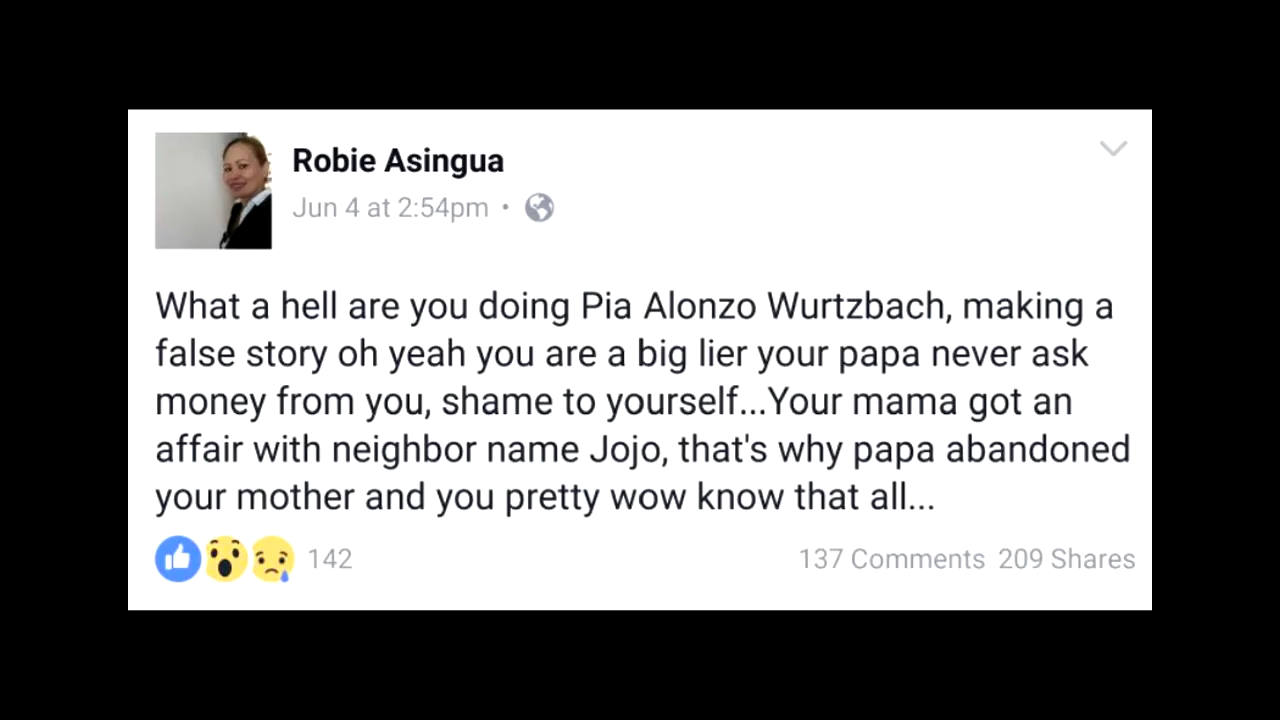 Robie Asingua
Jun 4 at 2:54pm •
What a hell are you doing Pia Alonzo Wurtzbach, making a
false story oh yeah you are a big lier your papa never ask
money from you, shame to yourself...Your mama got an
affair with neighbor name Jojo, that's why papa abandoned
your mother and you pretty wow know that all...
142 137 Comments 209 Shares